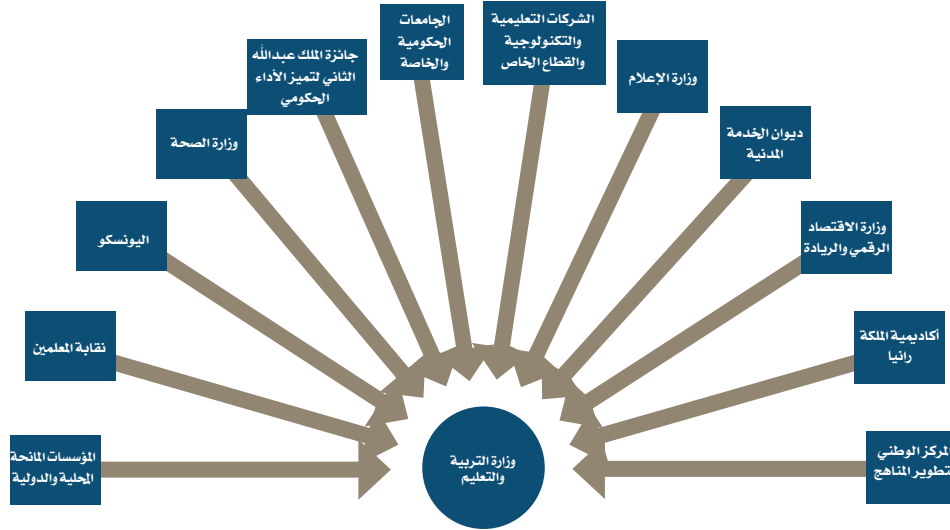 الشركات التعليمية
والتكنولوجية
والقطاع الخاص
الجامعات
الحكومية
والخاصة
جائزة الملك عبدالله
الثاني لتميز الأداء
الحكومي
وزارة الإعلام
ديوان الخدمة
المدنية
وزارة الصحة
وزارة الاقتصاد
الرقمي والريادة
اليونسكو
أكاديمية الملكة
رانيا
نقابة المعلمين
المركز الوطني
لتطوير المناهج
المؤسسات المانحة
المحلية والدولية
وزارة التربية
والتعليم